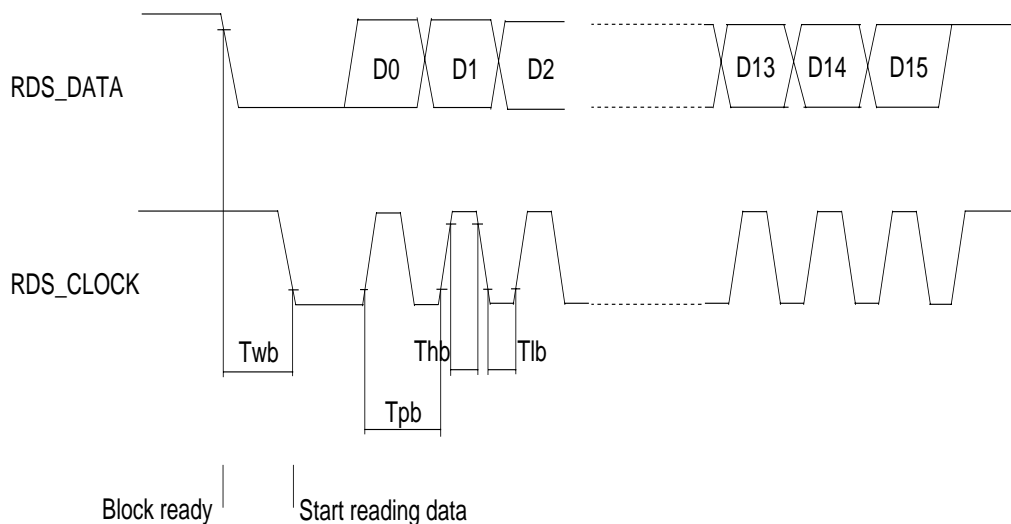 RDS_DATA
D0 D1 D2 D13 D14 D15
RDS_CLOCK
Twb Thb Tlb
Tpb
Block ready Start reading data